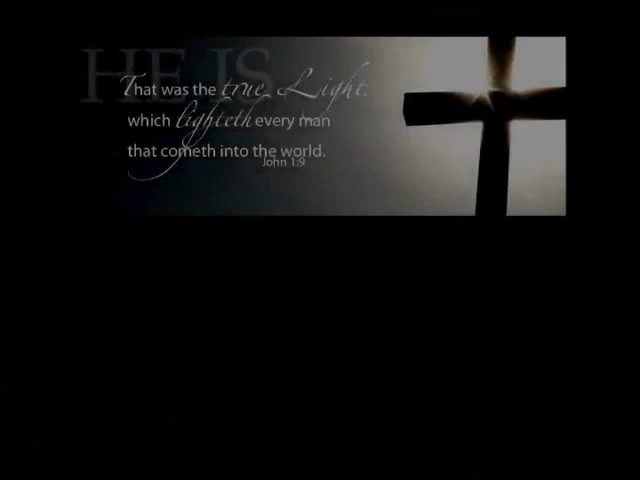 HE IS
That was the true Light,
which lighteth every man
that cometh into the world.
John 1:9